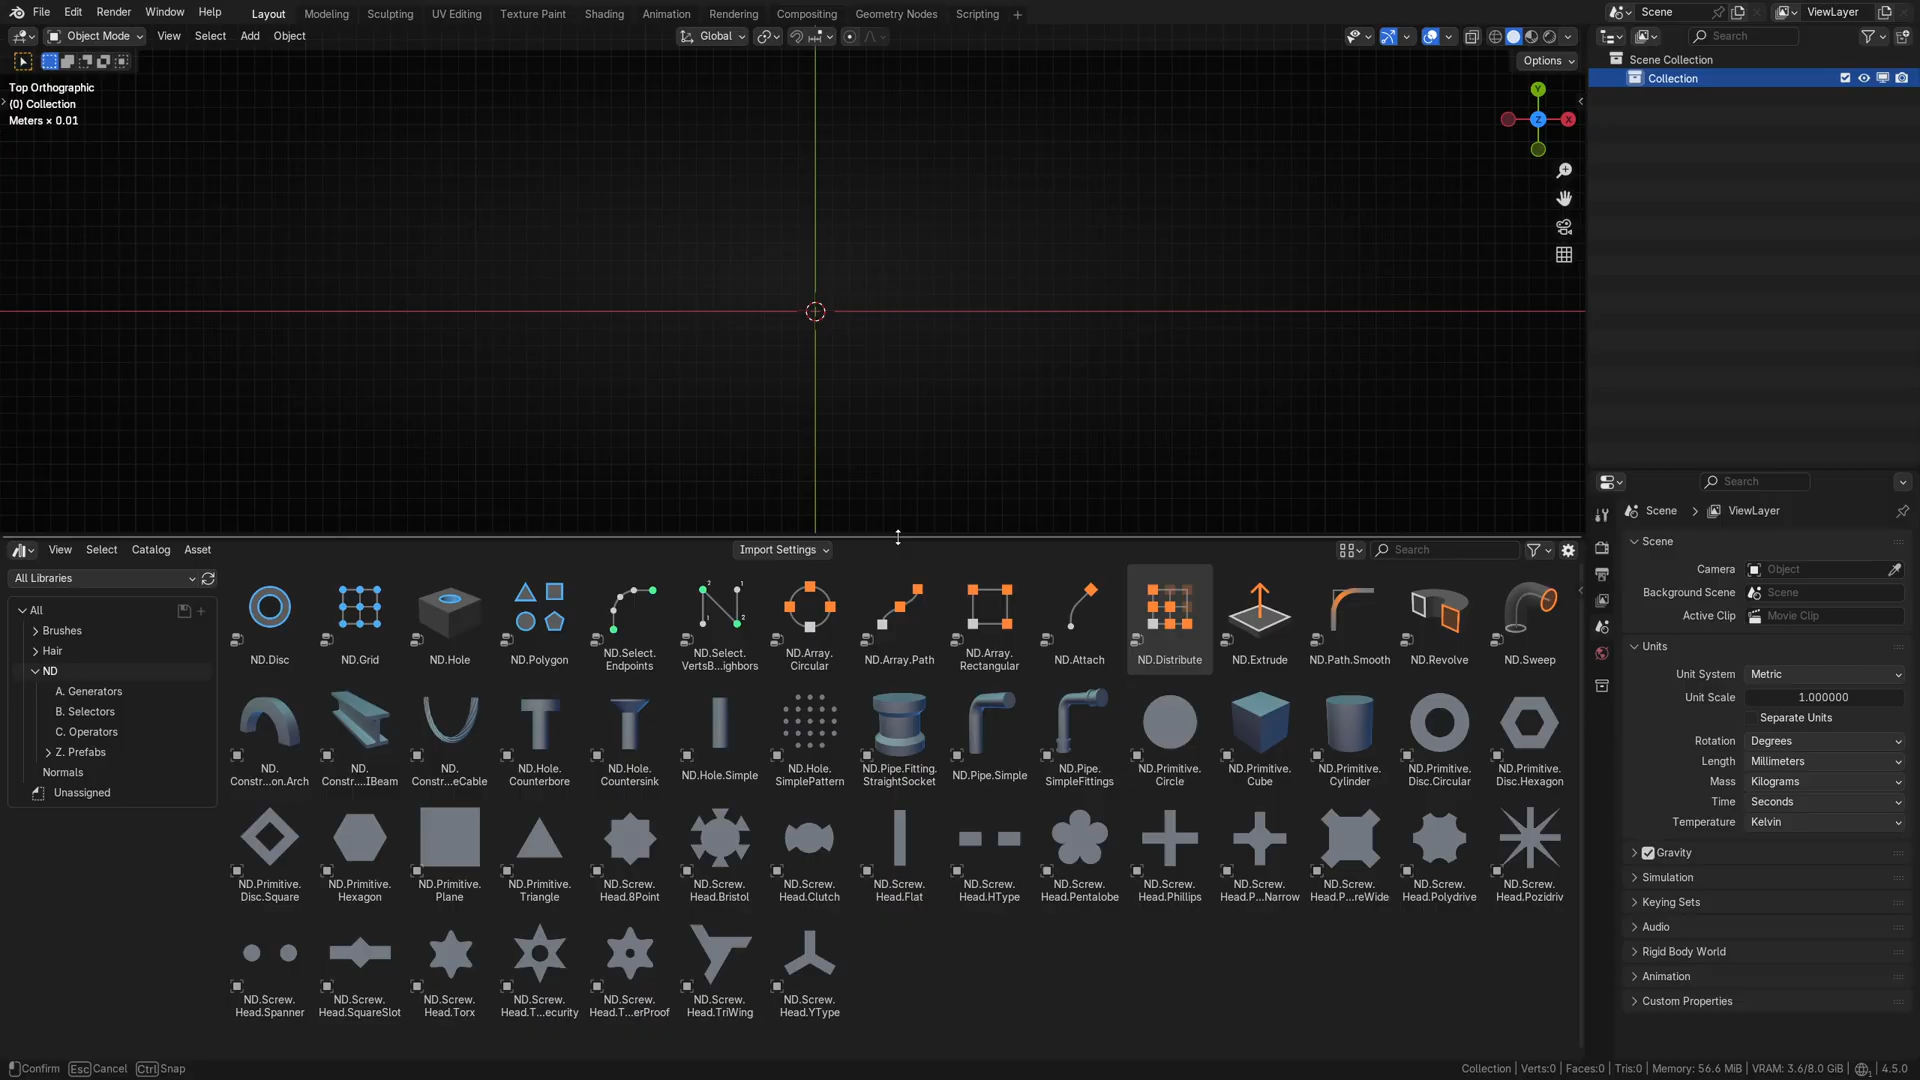 File Edit Render Window Help Layout Modeling Sculpting UV Editing Texture Paint Shading Animation Rendering Compositing Geometry Nodes Scripting Scene ViewLayer
Object Mode View Select Add Object Global Search
Options
Top Orthographic
(0) Collection
Meters × 0.01
Y
Z
X
Scene Collection
Collection
View Select Catalog Asset Import Settings Search
All Libraries
All
Brushes
Hair
ND
A. Generators
B. Selectors
C. Operators
Z. Prefabs
Normals
Unassigned
ND.Disc
ND.Grid
ND.Hole
ND.Polygon
ND.Select.
Endpoints
ND.Select.
VertsB...ighbors
ND.Array.
Circular
ND.Array.Path
ND.Array.
Rectangular
ND.Attach
ND.Distribute
ND.Extrude
ND.Path.Smooth
ND.Revolve
ND.Sweep
ND.
Constr...on.Arch
ND.
Constr...IBeam
ND.
Constr...eCable
ND.Hole.
Counterbore
ND.Hole.
Countersink
ND.Hole.Simple
ND.Hole.
SimplePattern
ND.Pipe.Fitting.
StraightSocket
ND.Pipe.Simple
ND.Pipe.
SimpleFittings
ND.Primitive.
Circle
ND.Primitive.
Cube
ND.Primitive.
Cylinder
ND.Primitive.
Disc.Circular
ND.Primitive.
Disc.Hexagon
ND.Primitive.
Disc.Square
ND.Primitive.
Hexagon
ND.Primitive.
Plane
ND.Primitive.
Triangle
ND.Screw.
Head.8Point
ND.Screw.
Head.Bristol
ND.Screw.
Head.Clutch
ND.Screw.
Head.Flat
ND.Screw.
Head.HType
ND.Screw.
Head.Pentalobe
ND.Screw.
Head.Phillips
ND.Screw.
Head.P...Narrow
ND.Screw.
Head.P...reWide
ND.Screw.
Head.Polydrive
ND.Screw.
Head.Pozidriv
ND.Screw.
Head.Spanner
ND.Screw.
Head.SquareSlot
ND.Screw.
Head.Torx
ND.Screw.
Head.T...ecurity
ND.Screw.
Head.T...erProof
ND.Screw.
Head.TriWing
ND.Screw.
Head.YType
Search
Scene ViewLayer
Scene
Camera Object
Background Scene Scene
Active Clip Movie Clip
Units
Unit System Metric
Unit Scale 1.000000
Separate Units
Rotation Degrees
Length Millimeters
Mass Kilograms
Time Seconds
Temperature Kelvin
Gravity
Simulation
Keying Sets
Audio
Rigid Body World
Animation
Custom Properties
Confirm Esc Cancel Ctrl Snap
Collection | Verts:0 | Faces:0 | Tris:0 | Memory: 56.6 MiB | VRAM: 3.6/8.0 GiB | 4.5.0